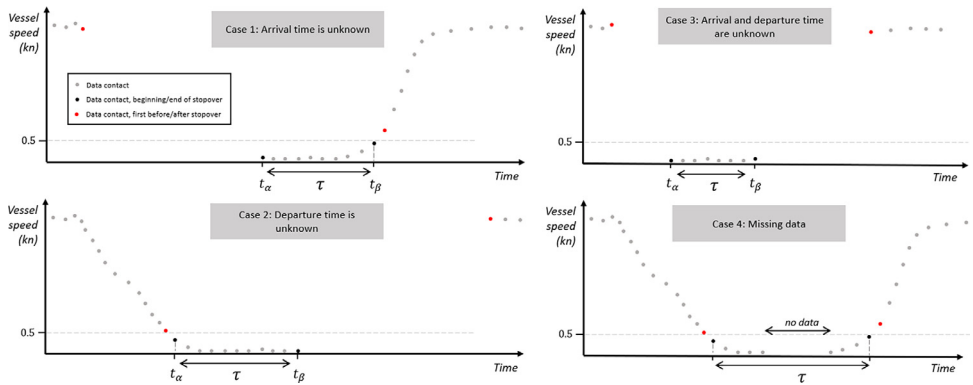 Vessel
speed
(kn)
Case 1: Arrival time is unknown
Data contact
Data contact, beginning/end of stopover
Data contact, first before/after stopover
0.5
tα
τ
tβ
Time
Vessel
speed
(kn)
Case 3: Arrival and departure time
are unknown
0.5
tα
τ
tβ
Time
Vessel
speed
(kn)
Case 2: Departure time is
unknown
0.5
tα
τ
tβ
Time
Vessel
speed
(kn)
Case 4: Missing data
no data
0.5
τ
Time